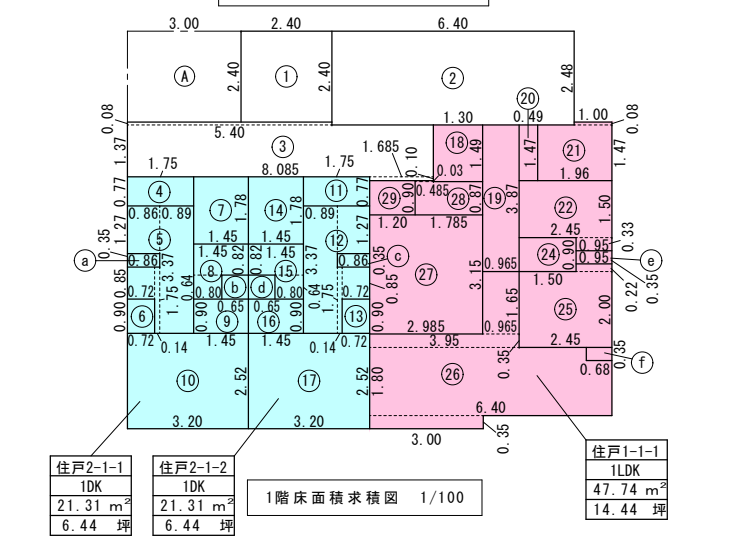 3.00 2.40 6.40
A 2.40 1 2.40 2 2.48
20
0.08 5.40 1.30 0.49 1.00 0.08
1.37 3 1.685 0.10 18 1.49 1.47 21 1.47
1.75 8.085 1.75 0.03 1.96
0.77 4 11 0.77 29 0.90 0.485 28 0.87 19 3.87 22 1.50
0.86 0.89 7 1.78 14 1.78 0.89 1.20 1.785 2.45 0.33
1.27 5 1.45 1.45 12 1.27
0.35 3.37 1.45 0.82 0.82 1.45 3.37 0.35 c 24 0.90 0.95
a 0.86 8 15 0.86 27 3.15 0.965 0.95 e
0.85 0.72 1.75 0.64 0.80 b d 0.80 0.64 1.75 0.72 0.85 1.50 0.22 0.35
0.90 6 0.90 9 0.65 0.65 16 0.90 13 0.90 1.65 25 2.00
0.72 0.14 1.45 1.45 0.14 0.72 2.985 0.965
3.95 2.45
10 2.52 17 2.52 1.80 26 0.35 0.35 f
0.68
3.20 3.20 6.40
3.00 0.35
住戸2-1-1
1DK
21.31 m²
6.44 坪
住戸2-1-2
1DK
21.31 m²
6.44 坪
1階床面積求積図 1/100
住戸1-1-1
1LDK
47.74 m²
14.44 坪